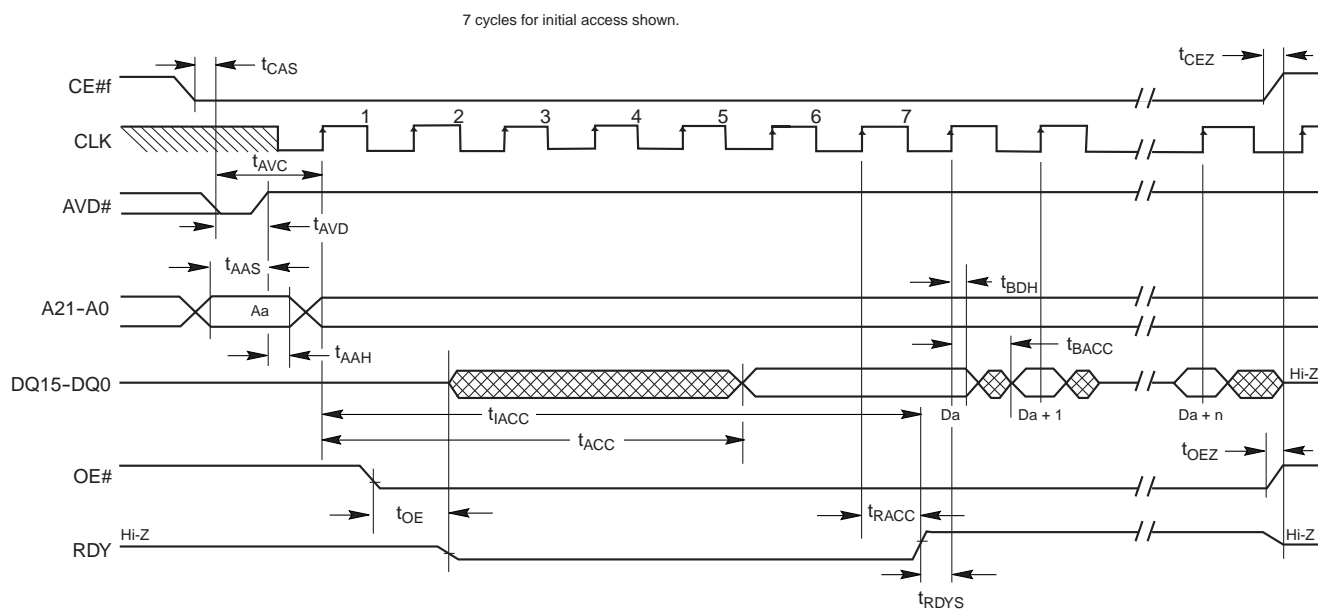 7 cycles for initial access shown.
tCAS
tCEZ
CE#f
1 2 3 4 5 6 7
CLK
tAVC
AVD#
tAVD
tAAS
tBDH
A21-A0
Aa
tAAH
tBACC
DQ15-DQ0
Hi-Z
tIACC
Da
Da + 1
Da + n
tACC
tOEZ
OE#
tOE
tRACC
Hi-Z
Hi-Z
RDY
tRDYS